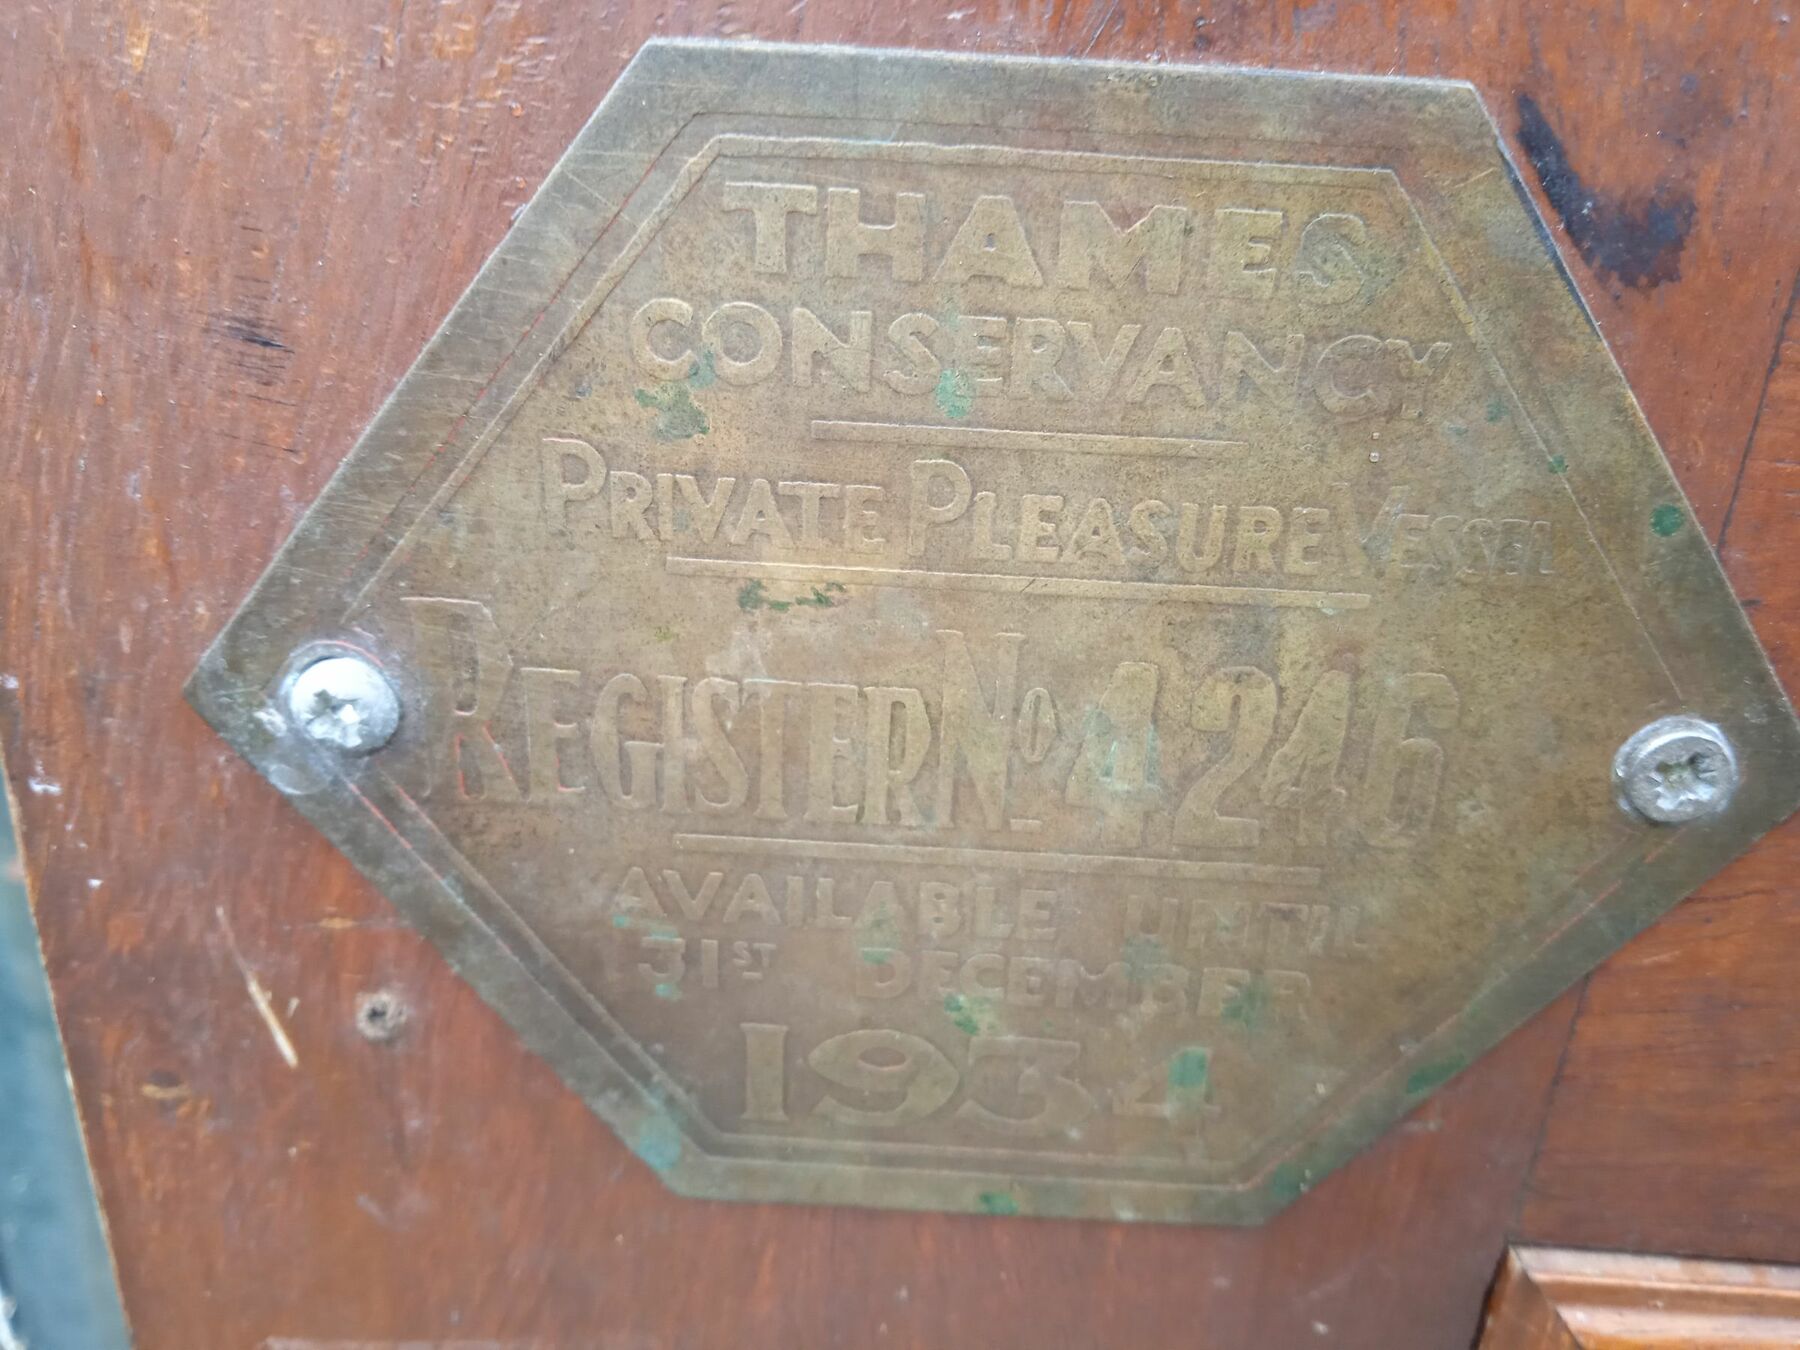 THAMES
CONSERVANCY
PRIVATE PLEASURE VESSEL
REGISTER No 4246
AVAILABLE UNTIL
31ST DECEMBER
1934